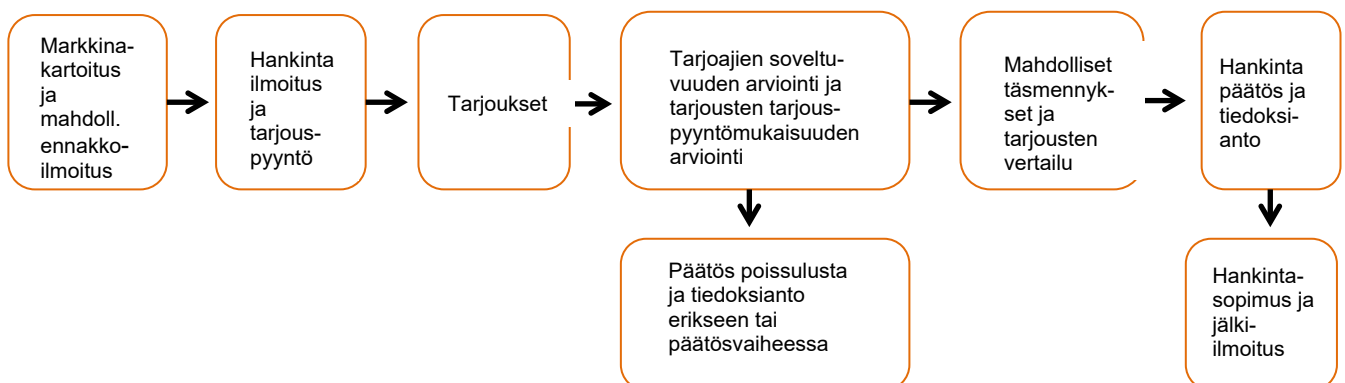 Markkina-
kartoitus
ja
mahdoll.
ennakko-
ilmoitus
Hankinta
ilmoitus
ja
tarjous-
pyyntö
Tarjoukset
Tarjoajien soveltu-
vuuden arviointi ja
tarjousten tarjous-
pyyntömukaisuuden
arviointi
Mahdolliset
täsmennyk-
set ja
tarjousten
vertailu
Hankinta
päätös ja
tiedoksi-
anto
Päätös poissulusta
ja tiedoksianto
erikseen tai
päätösvaiheessa
Hankinta-
sopimus ja
jälki-
ilmoitus